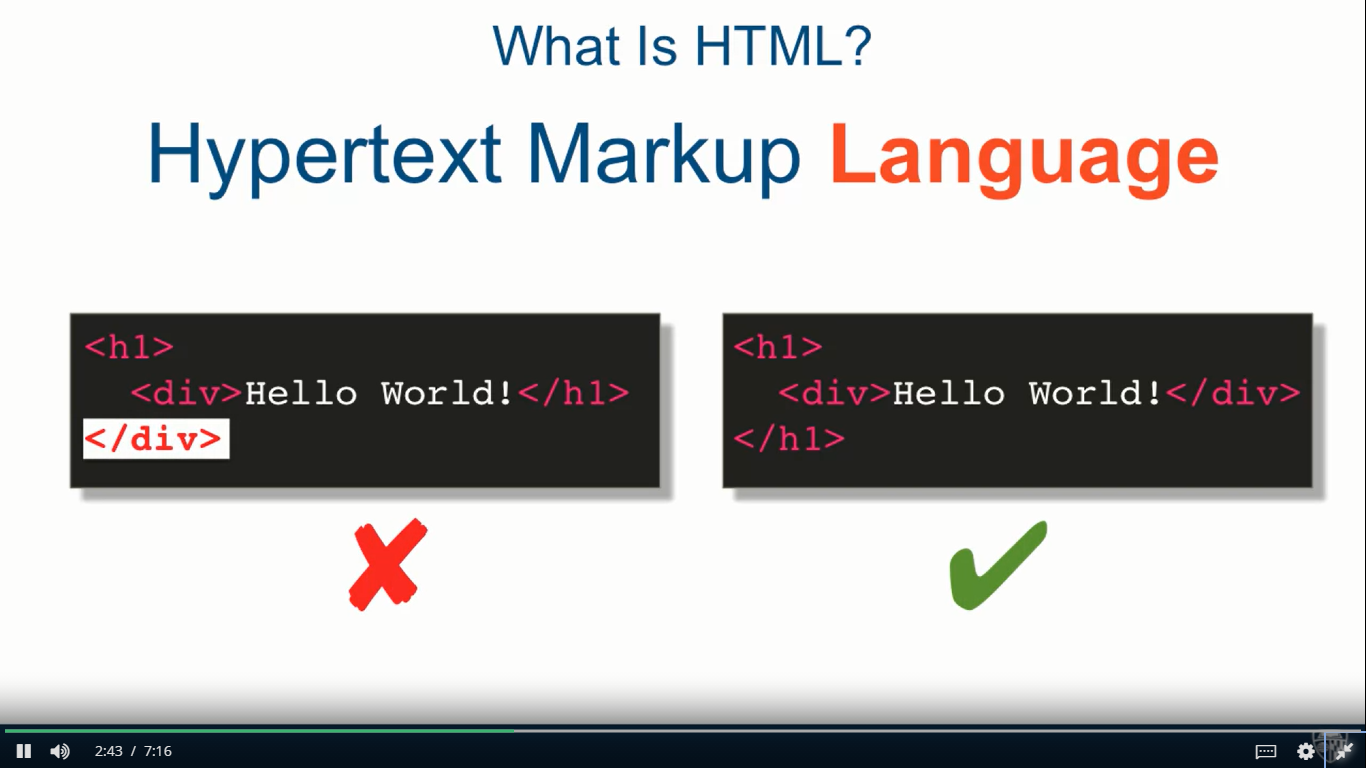 What Is HTML?
Hypertext Markup Language
<h1>
<div>Hello World!</h1>
</div>
<h1>
<div>Hello World!</div>
</h1>
2:43 / 7:16